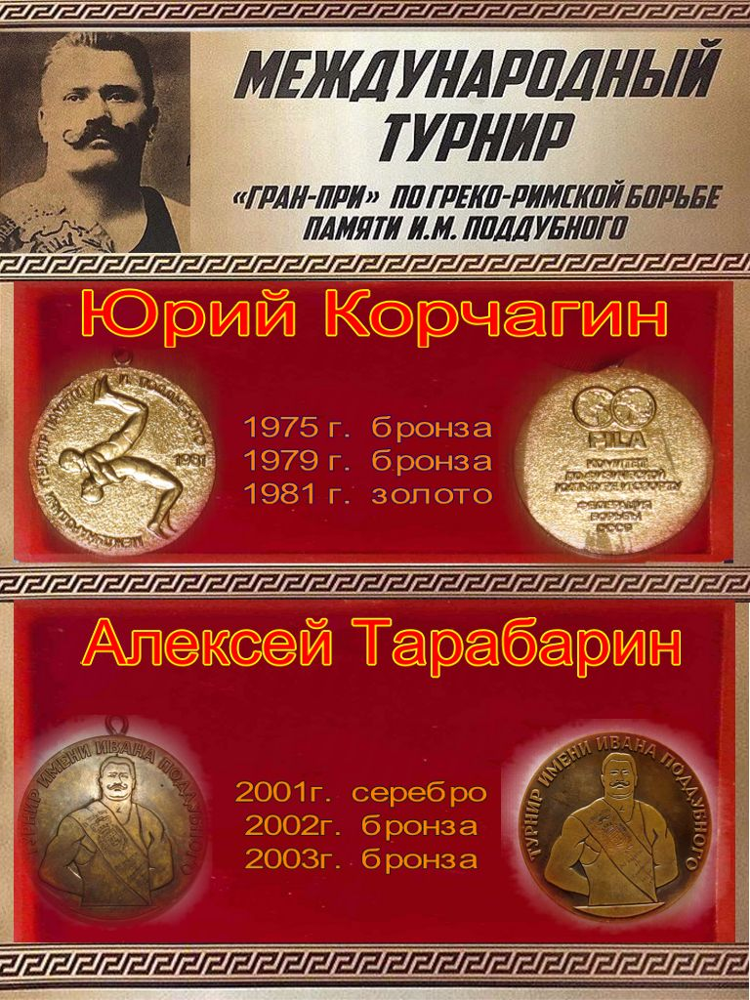 МЕЖДУНАРОДНЫЙ
ТУРНИР
«ГРАН-ПРИ» ПО ГРЕКО-РИМСКОЙ БОРЬБЕ
ПАМЯТИ И.М. ПОДДУБНОГО
Юрий Корчагин
МЕЖДУНАРОДНЫЙ ТУРНИР ПАМЯТИ И. ПОДДУБНОГО
1981
1975 г. бронза
1979 г. бронза
1981 г. золото
FILA
КОМИТЕТ
ПО ФИЗИЧЕСКОЙ
КУЛЬТУРЕ И СПОРТУ
ФЕДЕРАЦИЯ
БОРЬБЫ
СССР
Алексей Тарабарин
ТУРНИР ИМЕНИ ИВАНА ПОДДУБНОГО
2001г. серебро
2002г. бронза
2003г. бронза
ТУРНИР ИМЕНИ ИВАНА ПОДДУБНОГО